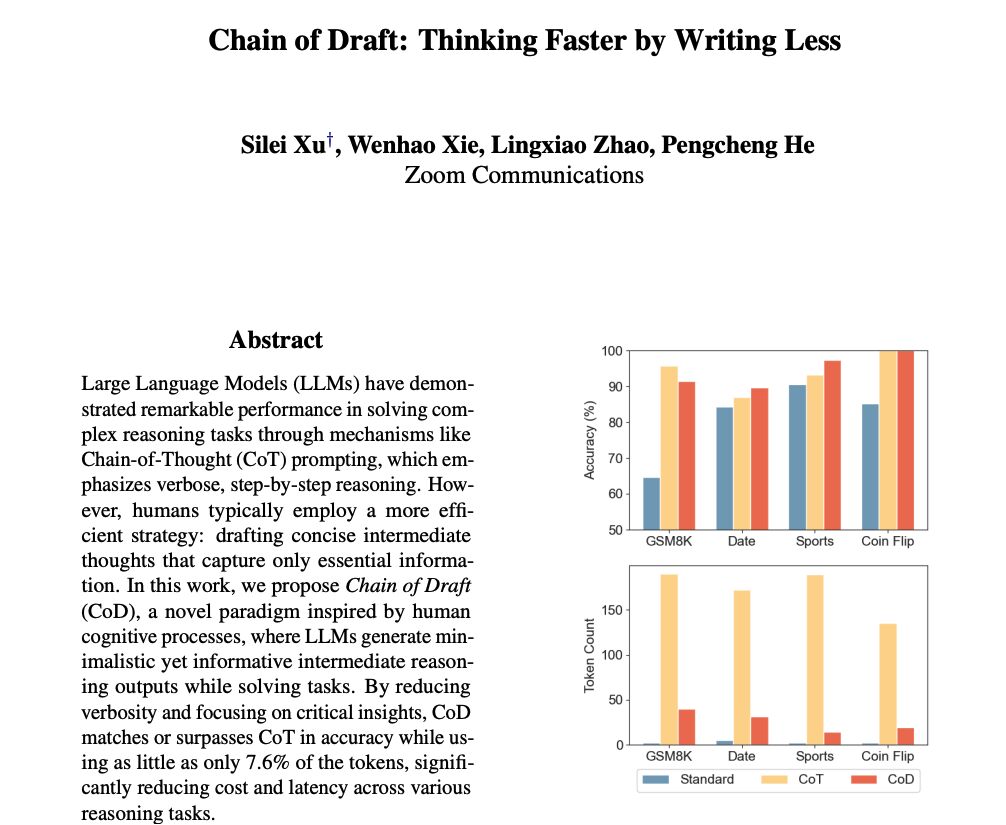 Chain of Draft: Thinking Faster by Writing Less
Silei Xu†, Wenhao Xie, Lingxiao Zhao, Pengcheng He
Zoom Communications
Abstract
Large Language Models (LLMs) have demon-
strated remarkable performance in solving com-
plex reasoning tasks through mechanisms like
Chain-of-Thought (CoT) prompting, which em-
phasizes verbose, step-by-step reasoning. How-
ever, humans typically employ a more effi-
cient strategy: drafting concise intermediate
thoughts that capture only essential informa-
tion. In this work, we propose Chain of Draft
(CoD), a novel paradigm inspired by human
cognitive processes, where LLMs generate min-
imalistic yet informative intermediate reason-
ing outputs while solving tasks. By reducing
verbosity and focusing on critical insights, CoD
matches or surpasses CoT in accuracy while us-
ing as little as only 7.6% of the tokens, signifi-
cantly reducing cost and latency across various
reasoning tasks.
Accuracy (%)
100
90
80
70
60
50
GSM8K Date Sports Coin Flip
Token Count
150
100
50
0
GSM8K Date Sports Coin Flip
Standard CoT CoD